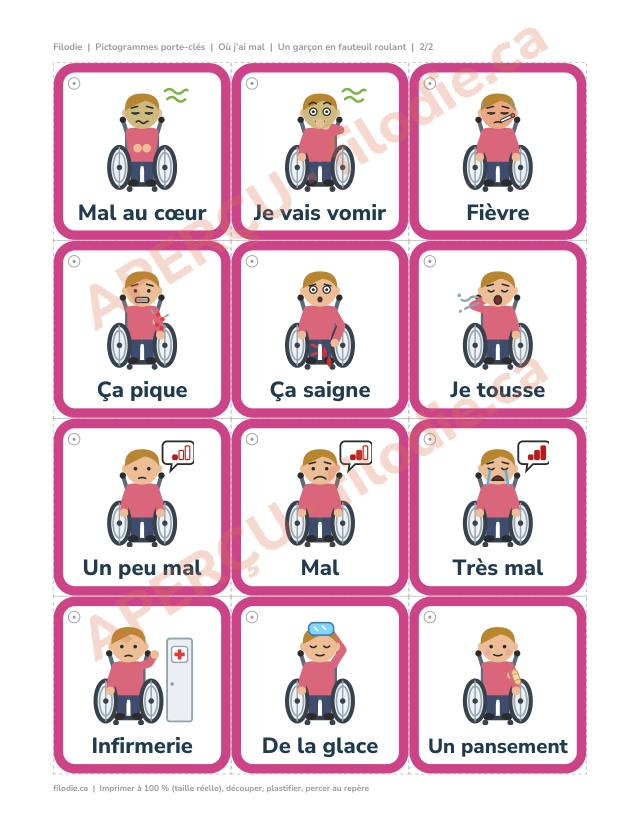 Filodie | Pictogrammes porte-clés | Où j'ai mal | Un garçon en fauteuil roulant | 2/2
Mal au cœur
Je vais vomir
Fièvre
Ça pique
Ça saigne
Je tousse
Un peu mal
Mal
Très mal
Infirmerie
De la glace
Un pansement
APERÇU · filodie.ca
APERÇU · filodie.ca
filodie.ca | Imprimer à 100 % (taille réelle), découper, plastifier, percer au repère